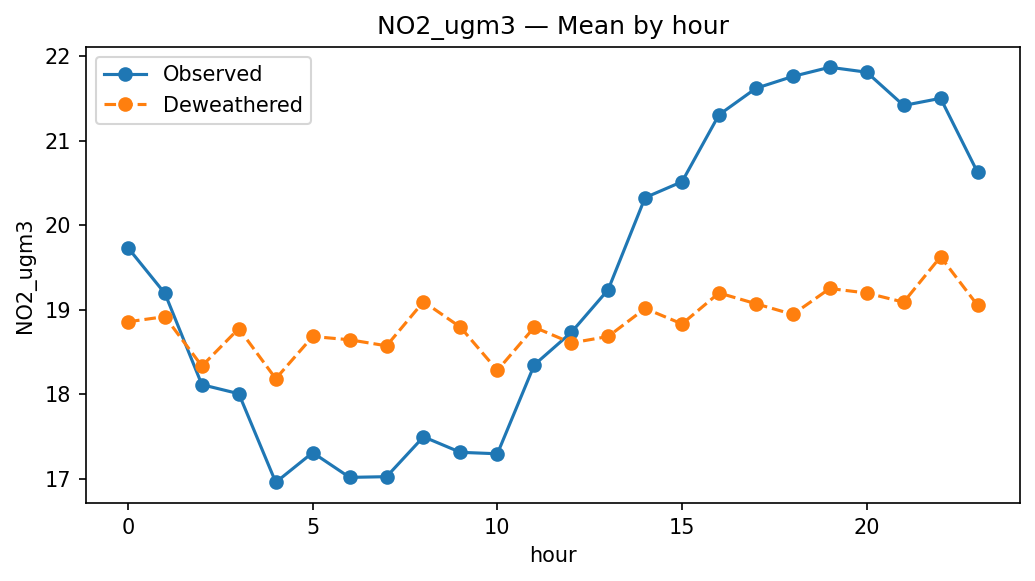 NO2_ugm3 — Mean by hour
Observed
Deweathered
22
21
20
19
18
17
NO2_ugm3
0 5 10 15 20
hour